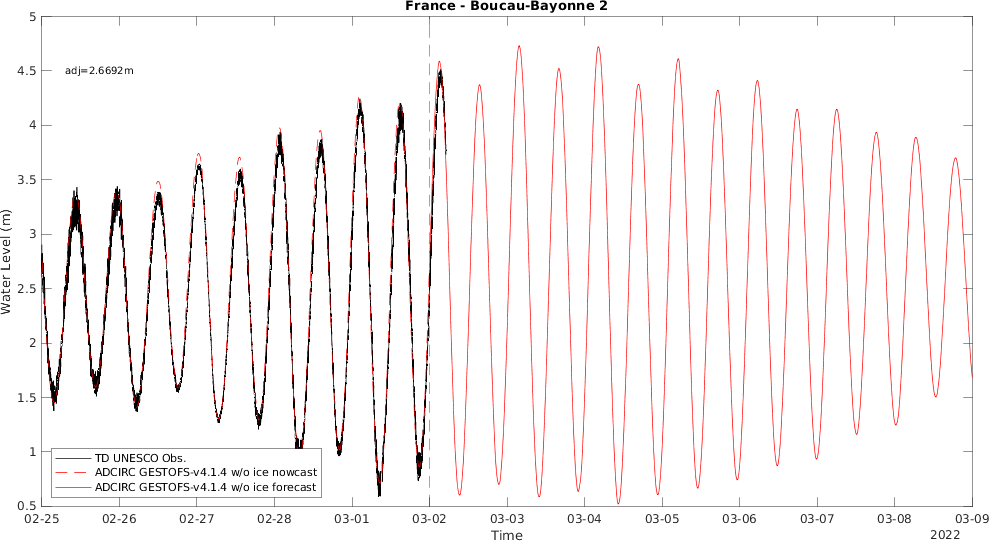 France - Boucau-Bayonne 2
5
4.5
4
3.5
3
2.5
2
1.5
1
0.5
Water Level (m)
adj=2.6692m
TD UNESCO Obs.
ADCIRC GESTOFS-v4.1.4 w/o ice nowcast
ADCIRC GESTOFS-v4.1.4 w/o ice forecast
02-25 02-26 02-27 02-28 03-01 03-02 03-03 03-04 03-05 03-06 03-07 03-08 03-09
Time
2022